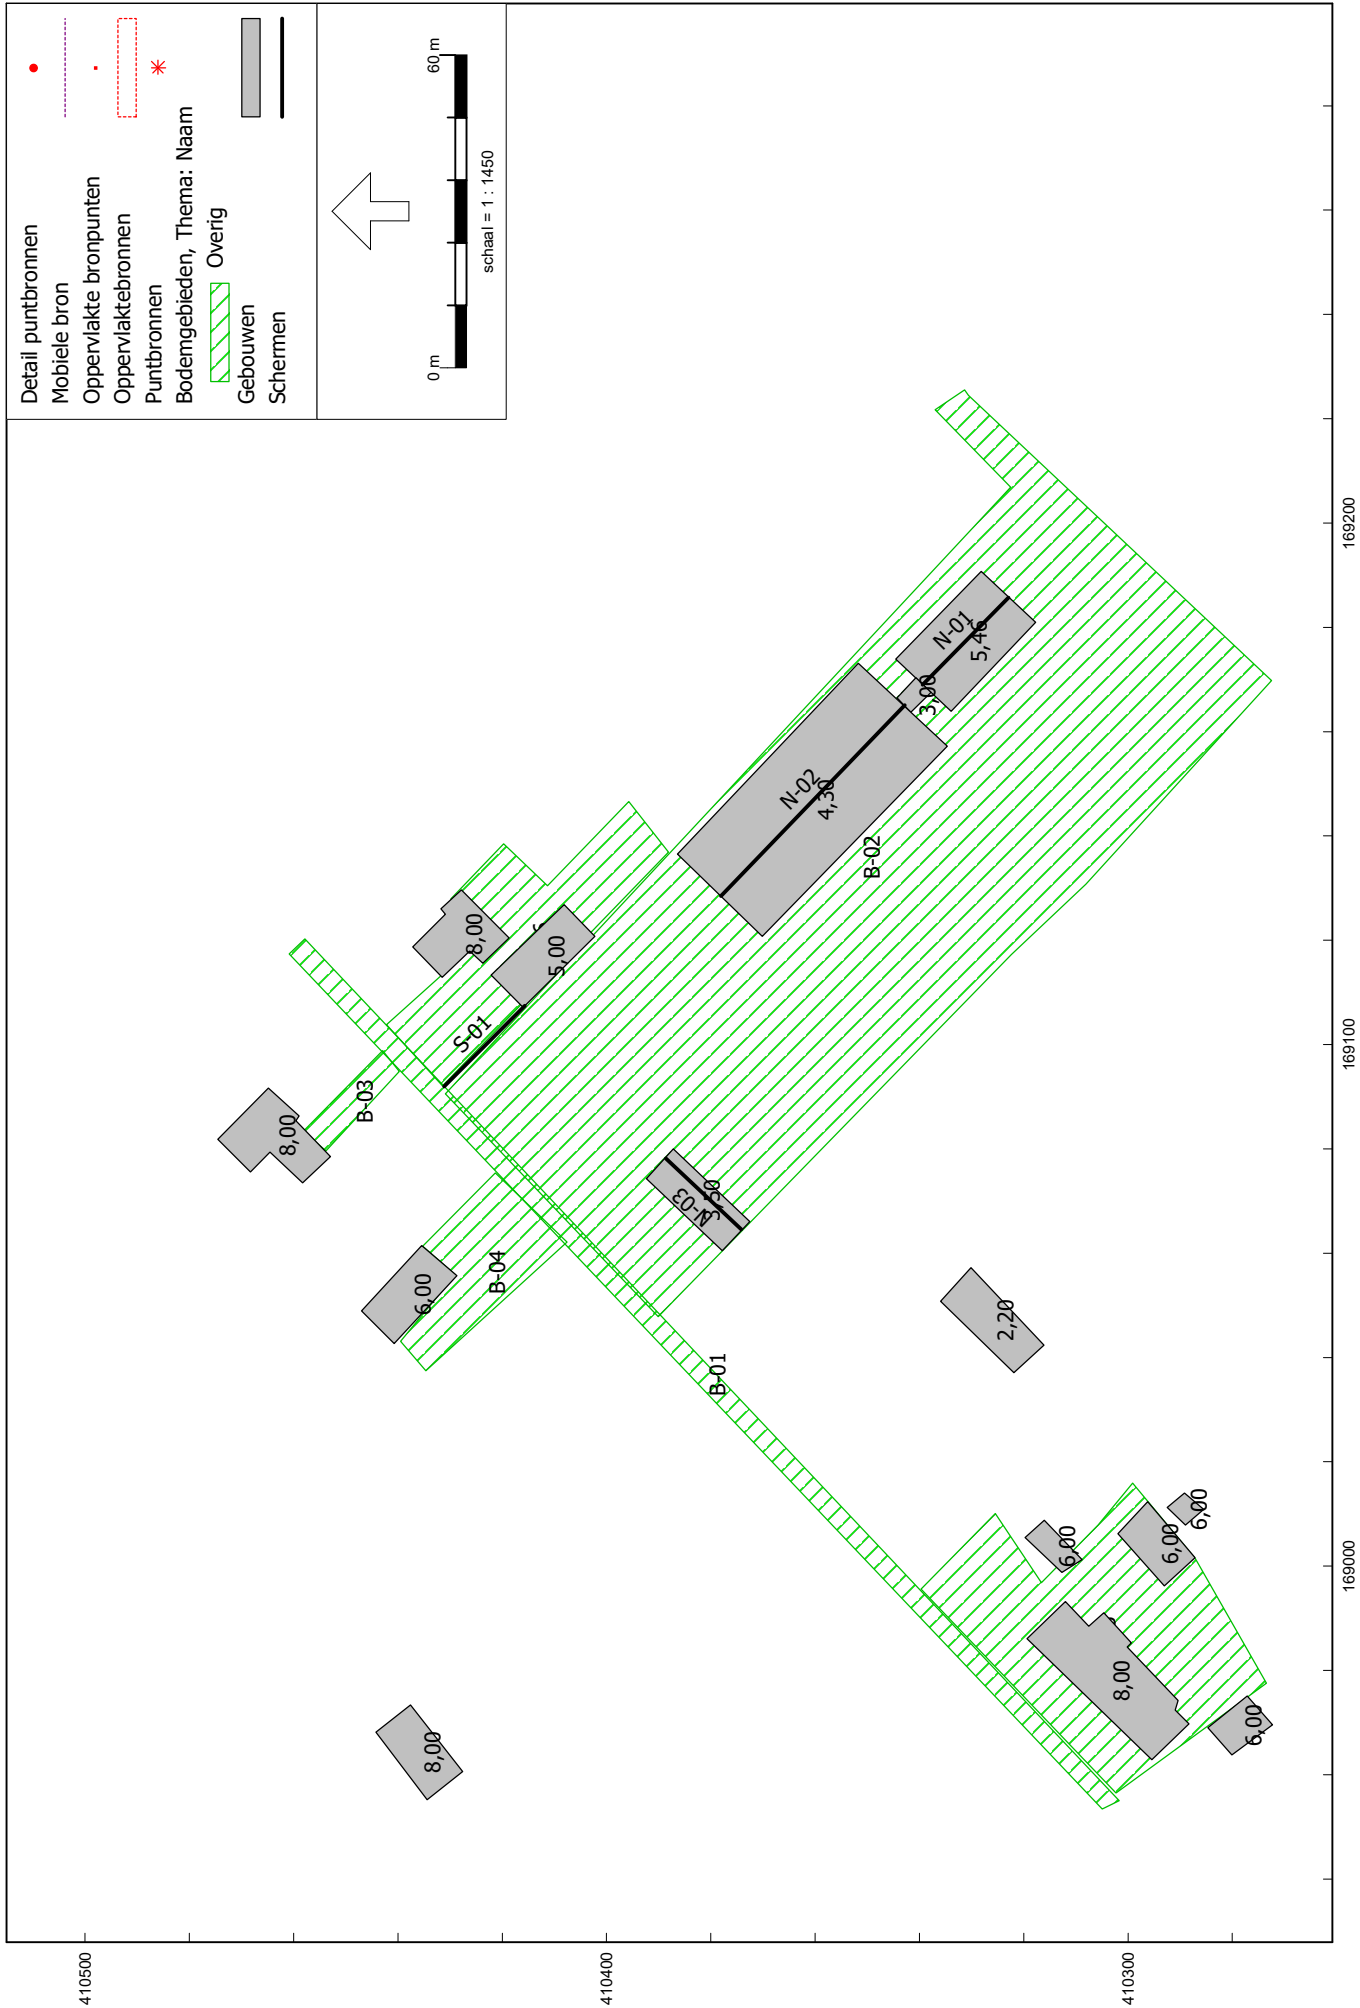 Detail puntbronnen
Mobiele bron
Oppervlakte bronpunten
Oppervlaktebronnen
Puntbronnen
Bodemgebieden, Thema: Naam
Overig
Gebouwen
Schermen
0 m
60 m
schaal = 1 : 1450
8,00
B-03
8,00
S-01
5,00
6,00
B-04
N-03
N-02
4,30
B-02
3,00
N-01
5,46
B-01
2,20
8,00
6,00
6,00
6,00
8,00
6,00
410500
410400
410300
169000
169100
169200